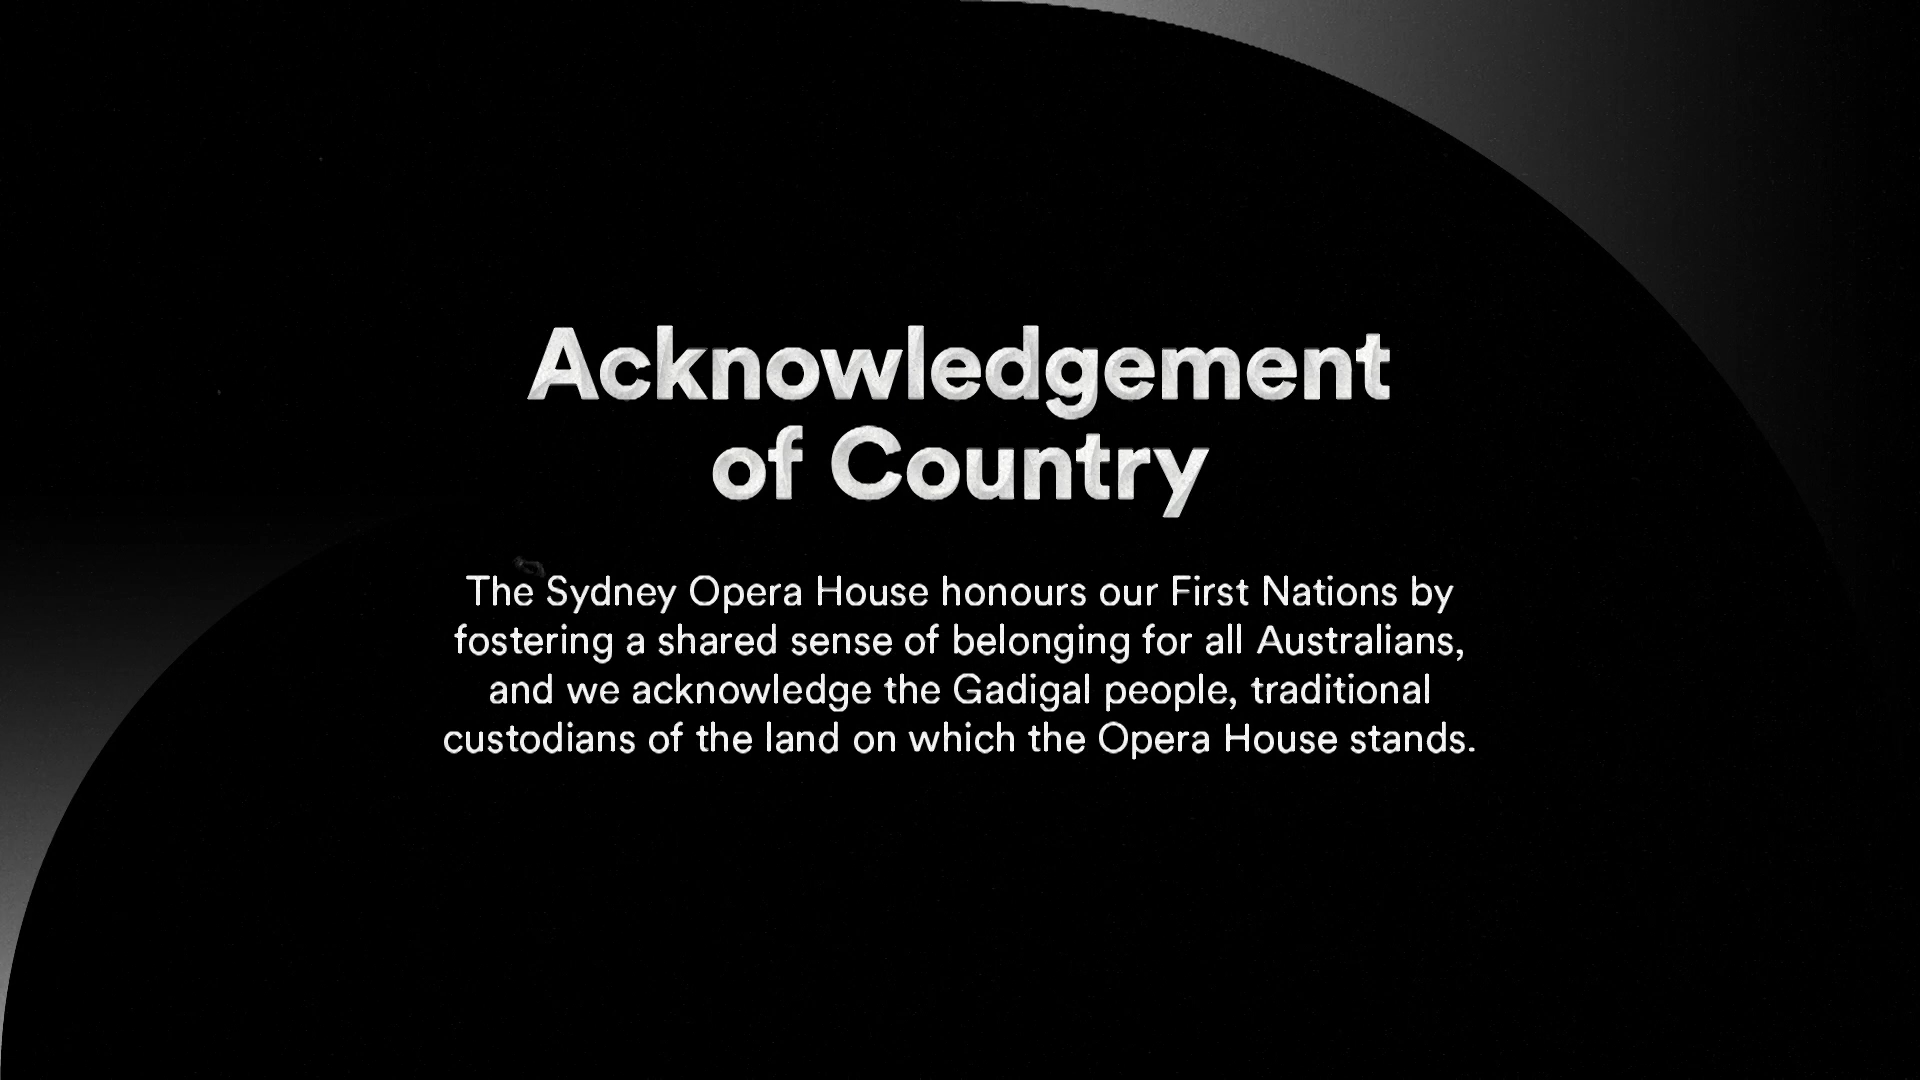 Acknowledgement
of Country
The Sydney Opera House honours our First Nations by
fostering a shared sense of belonging for all Australians,
and we acknowledge the Gadigal people, traditional
custodians of the land on which the Opera House stands.